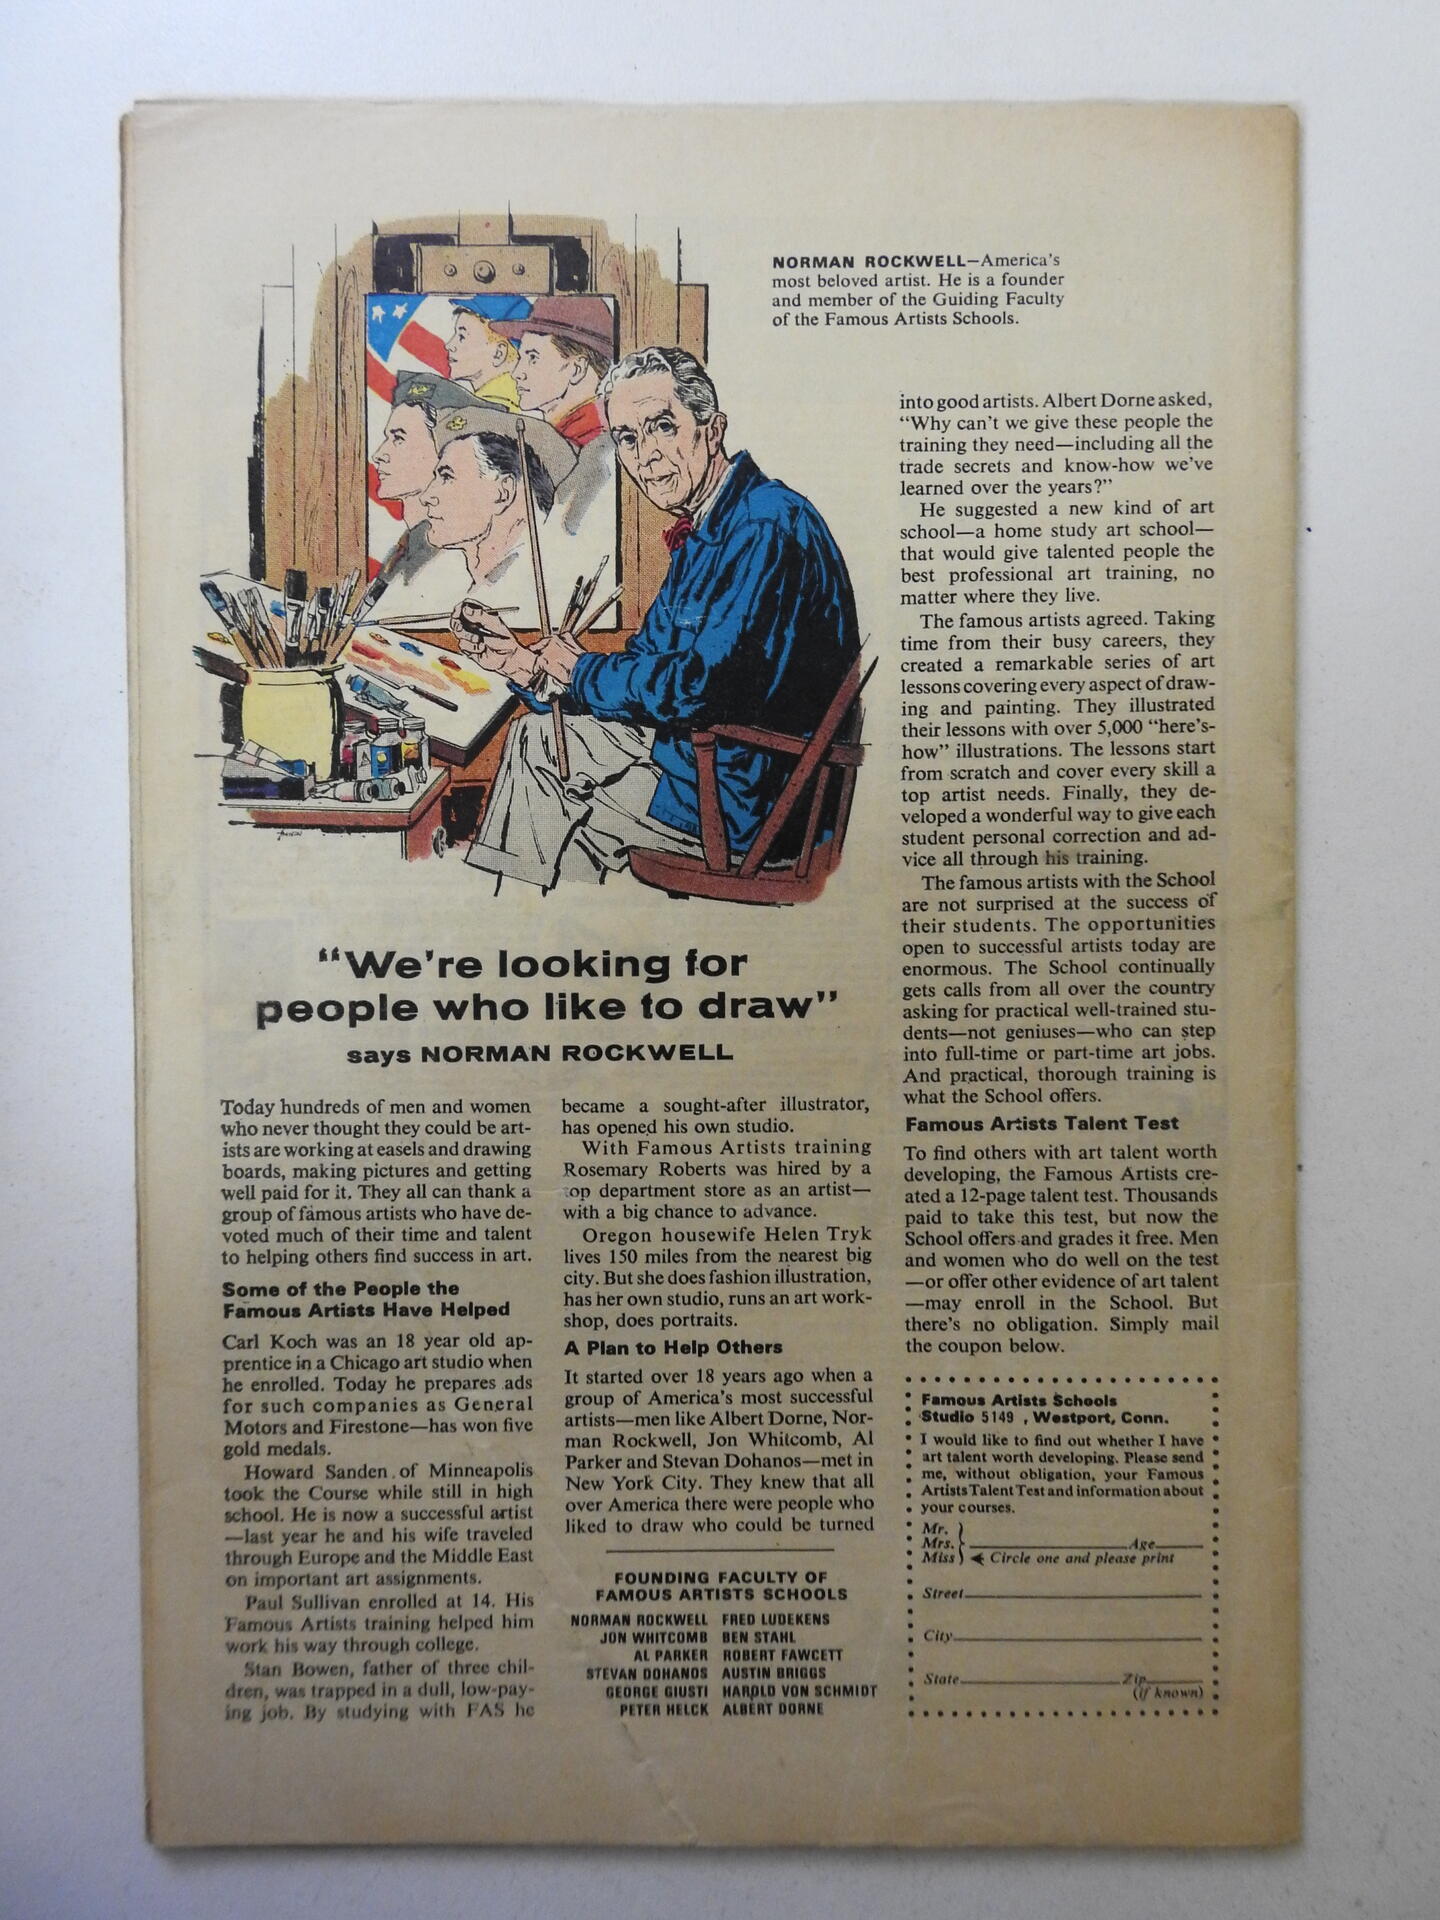 NORMAN ROCKWELL—America's
most beloved artist. He is a founder
and member of the Guiding Faculty
of the Famous Artists Schools.
"We're looking for
people who like to draw"
says NORMAN ROCKWELL
Today hundreds of men and women
who never thought they could be art-
ists are working at easels and drawing
boards, making pictures and getting
well paid for it. They all can thank a
group of famous artists who have de-
voted much of their time and talent
to helping others find success in art.
Some of the People the
Famous Artists Have Helped
Carl Koch was an 18 year old ap-
prentice in a Chicago art studio when
he enrolled. Today he prepares ads
for such companies as General
Motors and Firestone—has won five
gold medals.
Howard Sanden of Minneapolis
took the Course while still in high
school. He is now a successful artist
—last year he and his wife traveled
through Europe and the Middle East
on important art assignments.
Paul Sullivan enrolled at 14. His
Famous Artists training helped him
work his way through college.
Stan Bowen, father of three chil-
dren, was trapped in a dull, low-pay-
ing job. By studying with FAS he
became a sought-after illustrator,
has opened his own studio.
With Famous Artists training
Rosemary Roberts was hired by a
top department store as an artist—
with a big chance to advance.
Oregon housewife Helen Tryk
lives 150 miles from the nearest big
city. But she does fashion illustration,
has her own studio, runs an art work-
shop, does portraits.
A Plan to Help Others
It started over 18 years ago when a
group of America's most successful
artists—men like Albert Dorne, Nor-
man Rockwell, Jon Whitcomb, Al
Parker and Stevan Dohanos—met in
New York City. They knew that all
over America there were people who
liked to draw who could be turned
FOUNDING FACULTY OF
FAMOUS ARTISTS SCHOOLS
NORMAN ROCKWELL FRED LUDEKENS
JON WHITCOMB BEN STAHL
AL PARKER ROBERT FAWCETT
STEVAN DOHANOS AUSTIN BRIGGS
GEORGE GIUSTI HAROLD VON SCHMIDT
PETER HELCK ALBERT DORNE
into good artists. Albert Dorne asked,
"Why can't we give these people the
training they need—including all the
trade secrets and know-how we've
learned over the years?"
He suggested a new kind of art
school—a home study art school—
that would give talented people the
best professional art training, no
matter where they live.
The famous artists agreed. Taking
time from their busy careers, they
created a remarkable series of art
lessons covering every aspect of draw-
ing and painting. They illustrated
their lessons with over 5,000 "here's-
how" illustrations. The lessons start
from scratch and cover every skill a
top artist needs. Finally, they de-
veloped a wonderful way to give each
student personal correction and ad-
vice all through his training.
The famous artists with the School
are not surprised at the success of
their students. The opportunities
open to successful artists today are
enormous. The School continually
gets calls from all over the country
asking for practical well-trained stu-
dents—not geniuses—who can step
into full-time or part-time art jobs.
And practical, thorough training is
what the School offers.
Famous Artists Talent Test
To find others with art talent worth
developing, the Famous Artists cre-
ated a 12-page talent test. Thousands
paid to take this test, but now the
School offers and grades it free. Men
and women who do well on the test
—or offer other evidence of art talent
—may enroll in the School. But
there's no obligation. Simply mail
the coupon below.
Famous Artists Schools
Studio 5149 , Westport, Conn.
I would like to find out whether I have
art talent worth developing. Please send
me, without obligation, your Famous
Artists Talent Test and information about
your courses.
Mr.
Mrs. Age
Miss Circle one and please print
Street
City
State Zip
(if known)